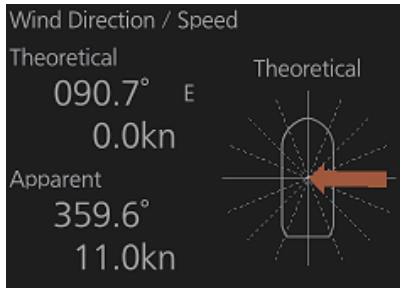 Wind Direction / Speed
Theoretical
090.7° E
0.0kn
Apparent
359.6°
11.0kn
Theoretical